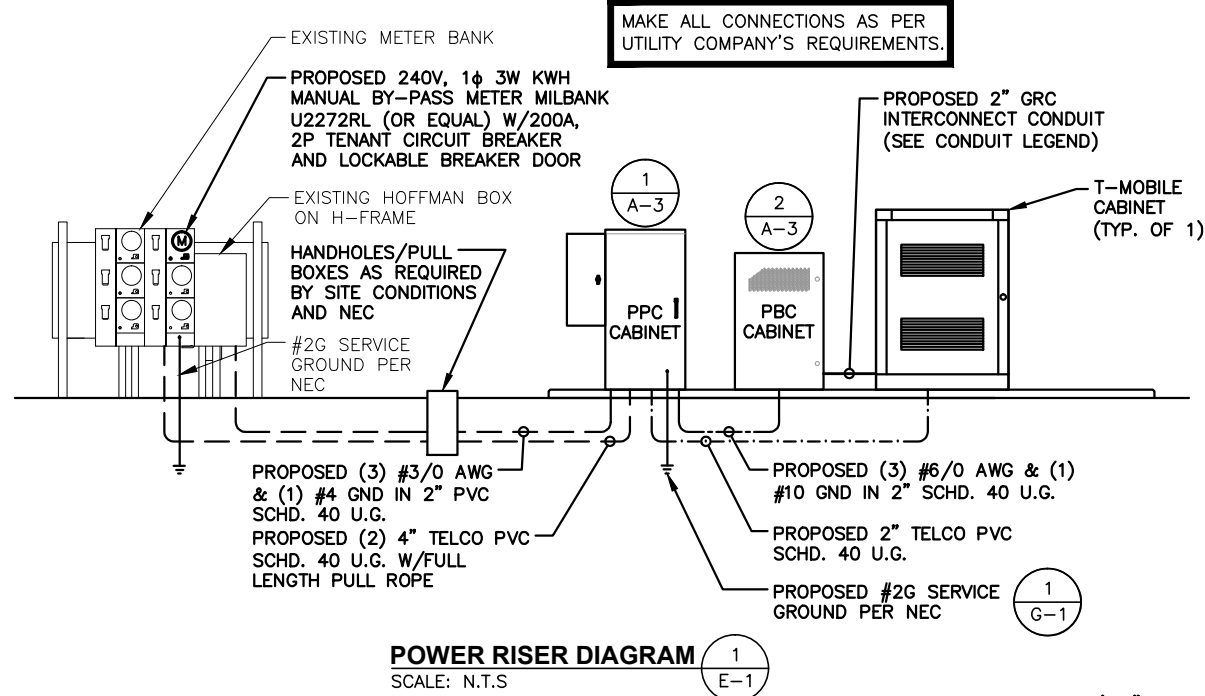 MAKE ALL CONNECTIONS AS PER
UTILITY COMPANY'S REQUIREMENTS.
EXISTING METER BANK
PROPOSED 240V, 1ϕ 3W KWH
MANUAL BY-PASS METER MILBANK
U2272RL (OR EQUAL) W/200A,
2P TENANT CIRCUIT BREAKER
AND LOCKABLE BREAKER DOOR
EXISTING HOFFMAN BOX
ON H-FRAME
HANDHOLES/PULL
BOXES AS REQUIRED
BY SITE CONDITIONS
AND NEC
#2G SERVICE
GROUND PER
NEC
M
1
A-3
2
A-3
PPC
CABINET
PBC
CABINET
PROPOSED 2" GRC
INTERCONNECT CONDUIT
(SEE CONDUIT LEGEND)
T-MOBILE
CABINET
(TYP. OF 1)
PROPOSED (3) #3/0 AWG
& (1) #4 GND IN 2" PVC
SCHD. 40 U.G.
PROPOSED (2) 4" TELCO PVC
SCHD. 40 U.G. W/FULL
LENGTH PULL ROPE
PROPOSED (3) #6/0 AWG & (1)
#10 GND IN 2" SCHD. 40 U.G.
PROPOSED 2" TELCO PVC
SCHD. 40 U.G.
PROPOSED #2G SERVICE
GROUND PER NEC
1
G-1
POWER RISER DIAGRAM
SCALE: N.T.S
1
E-1